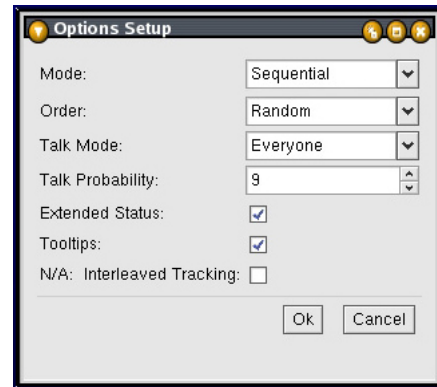 Options Setup
Mode: Sequential
Order: Random
Talk Mode: Everyone
Talk Probability: 9
Extended Status:
Tooltips:
N/A: Interleaved Tracking:
Ok Cancel